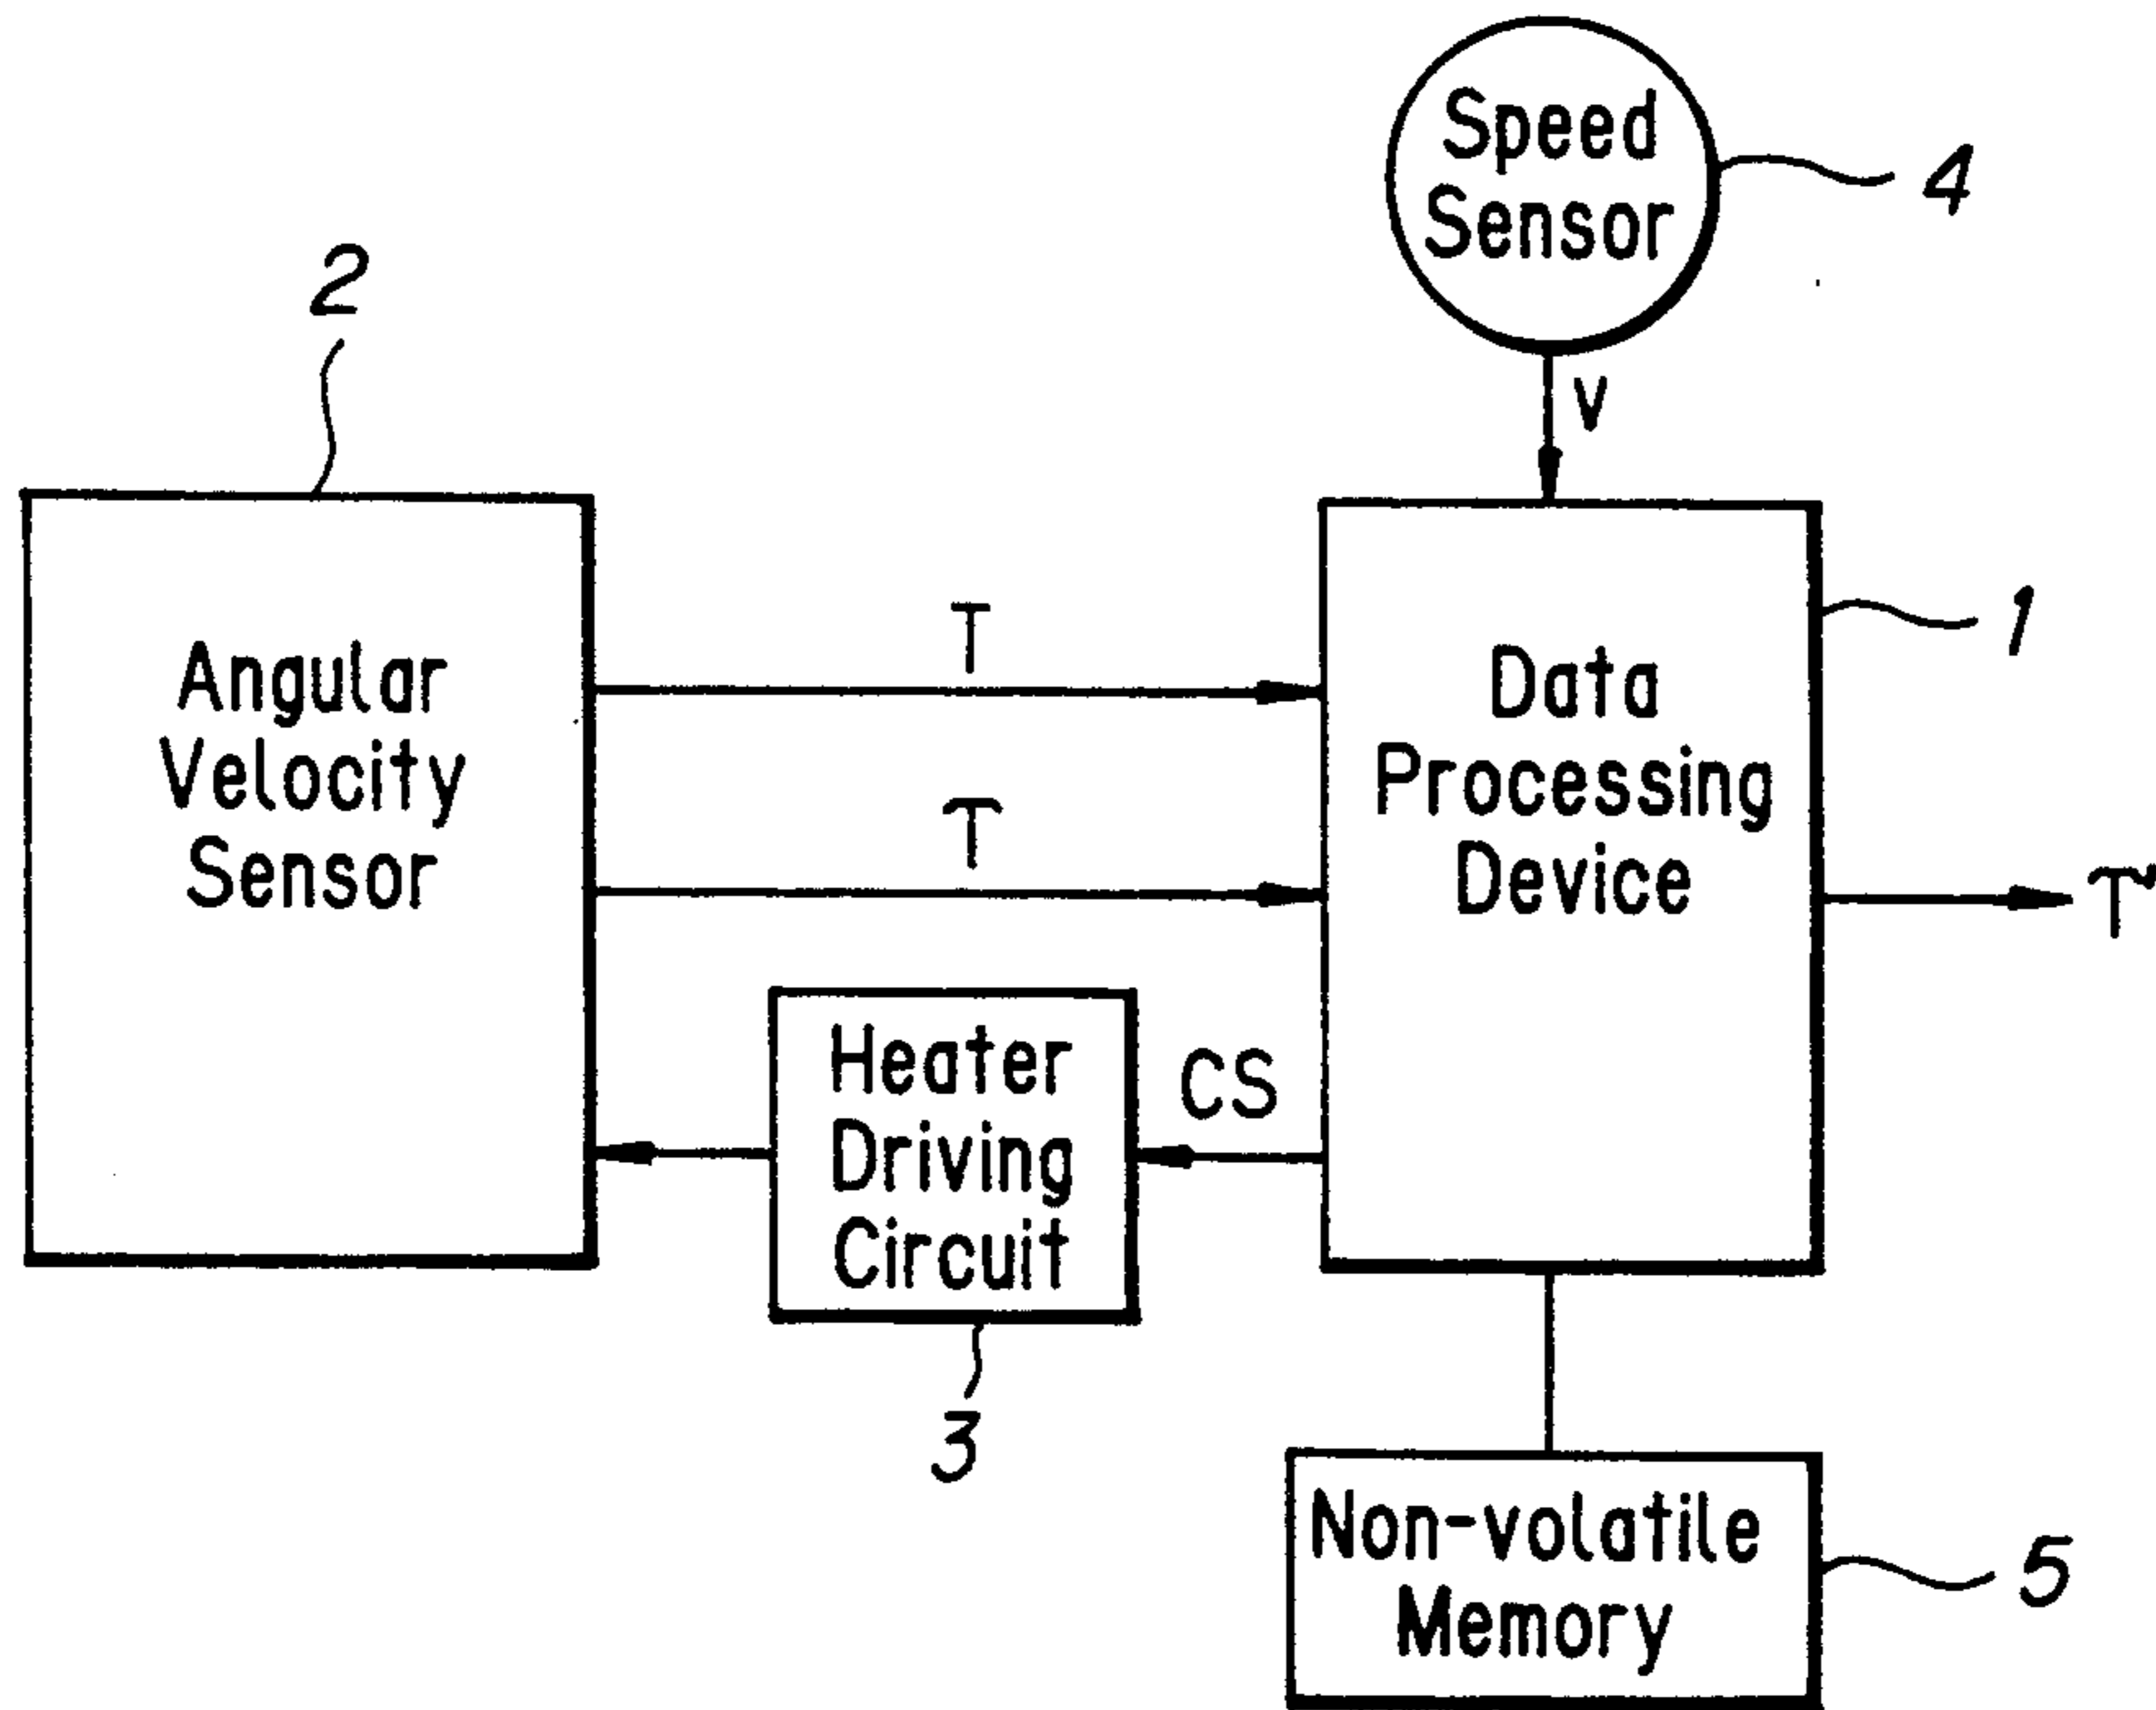 Speed
Sensor
4
2
V
1
T
Angular
Velocity
Sensor
Data
Processing
Device
Heater
Driving
Circuit
CS
3
Non-volatile
Memory
5